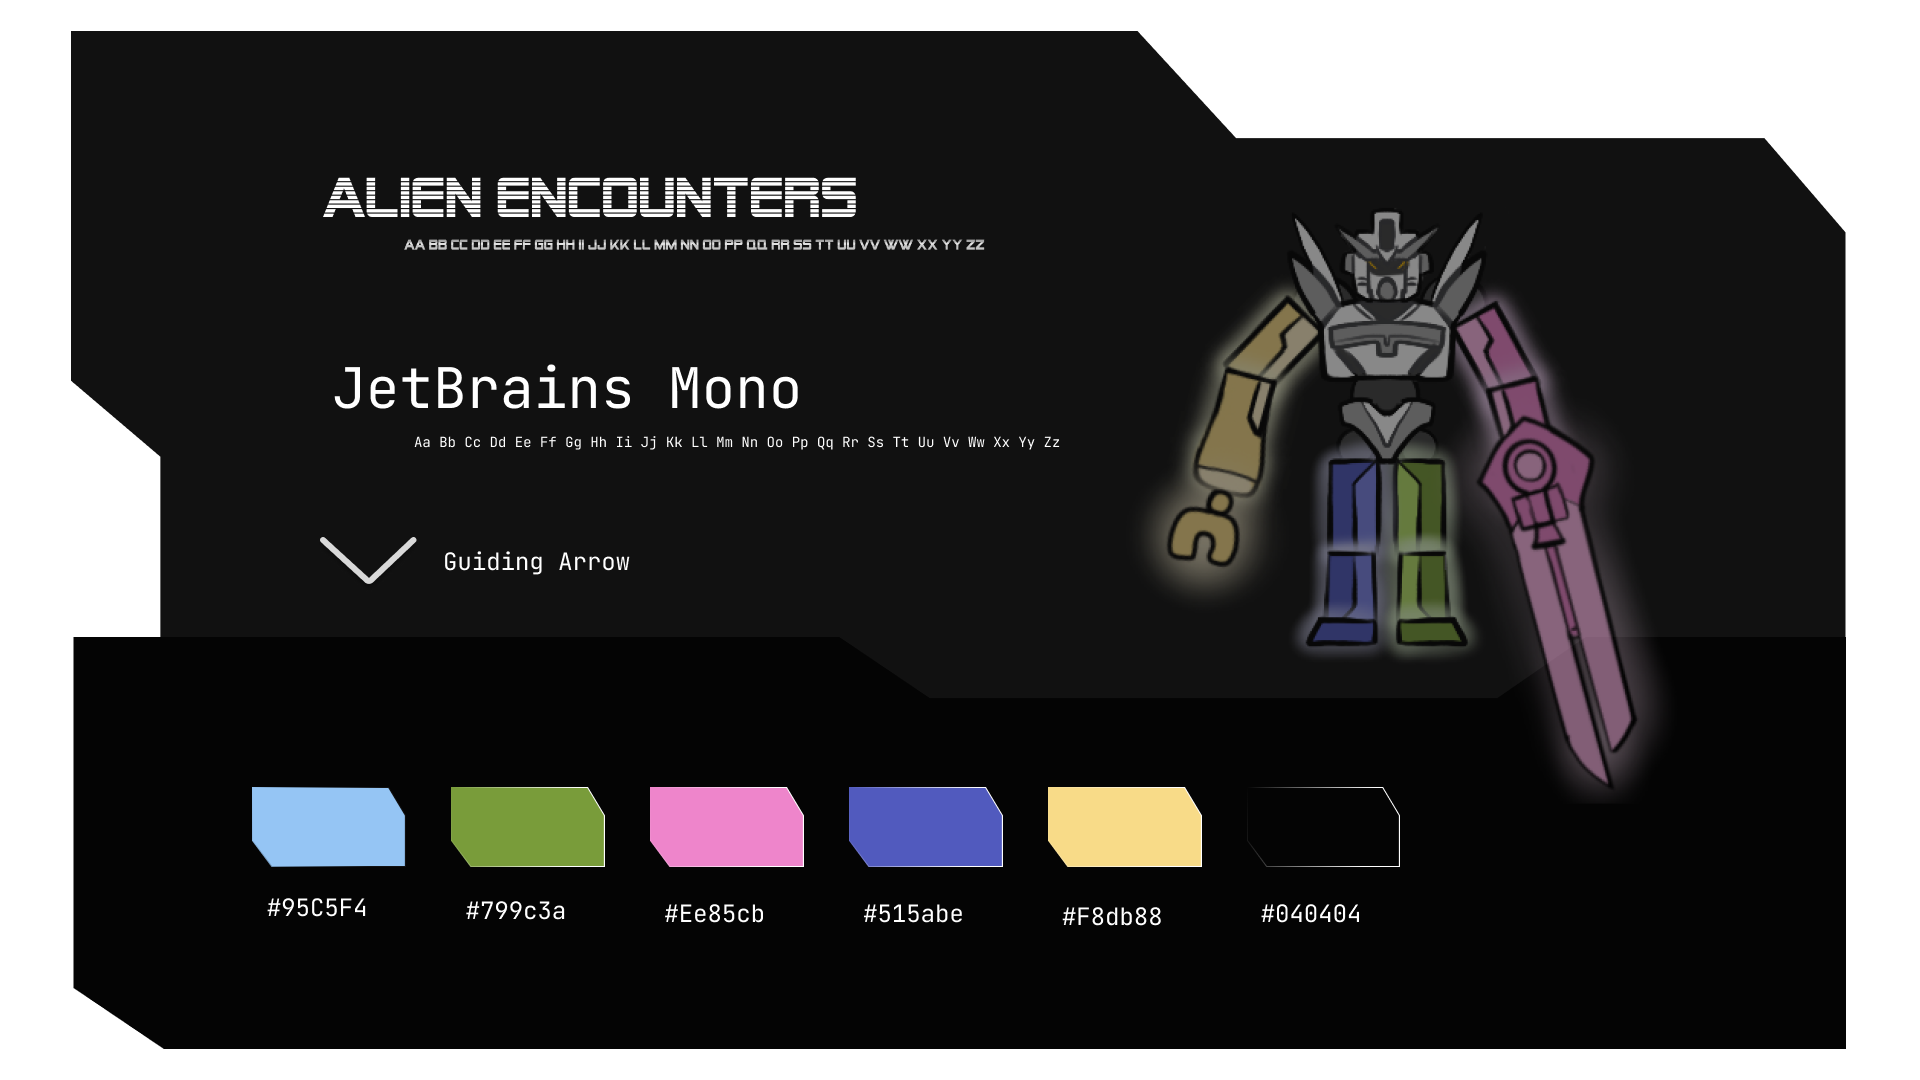 ALIEN ENCOUNTERS
AA BB CC DD EE FF GG HH II JJ KK LL MM NN OO PP QQ RR SS TT UU VV WW XX YY ZZ
JetBrains Mono
Aa Bb Cc Dd Ee Ff Gg Hh Ii Jj Kk Ll Mm Nn Oo Pp Qq Rr Ss Tt Uu Vv Ww Xx Yy Zz
Guiding Arrow
#95C5F4 #799c3a #Ee85cb #515abe #F8db88 #040404